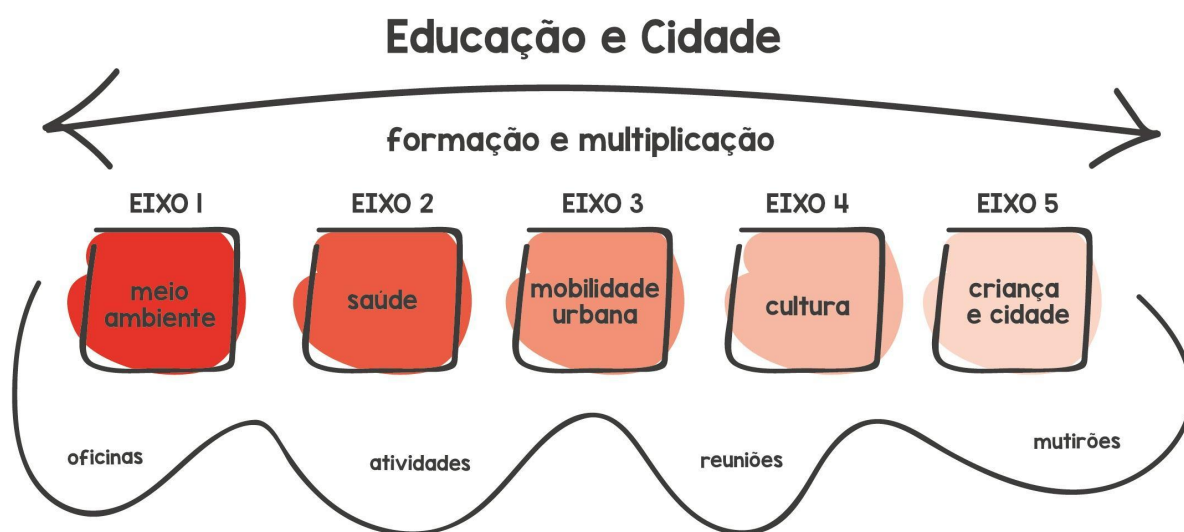 Educação e Cidade
formação e multiplicação
EIXO 1
EIXO 2
EIXO 3
EIXO 4
EIXO 5
meio
ambiente
saúde
mobilidade
urbana
cultura
criança
e cidade
oficinas
atividades
reuniões
mutirões